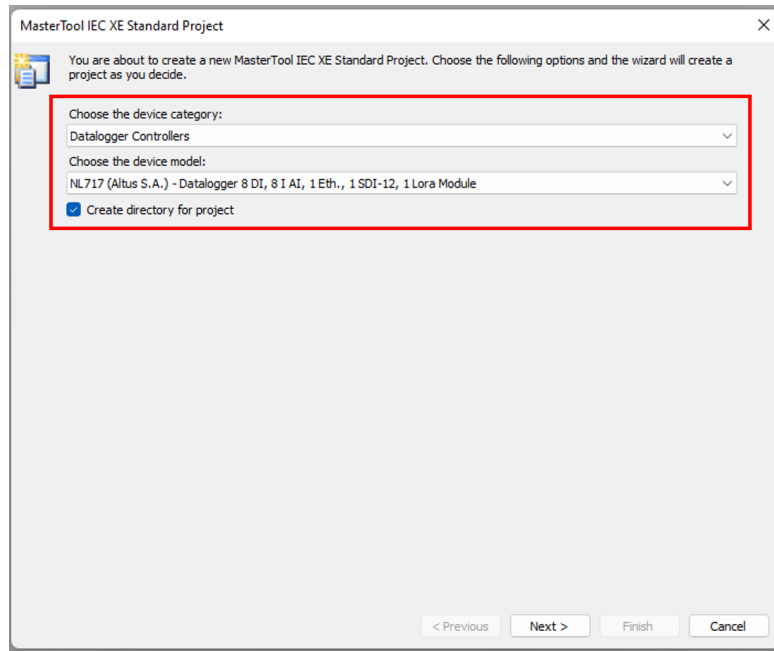 MasterTool IEC XE Standard Project
You are about to create a new MasterTool IEC XE Standard Project. Choose the following options and the wizard will create a
project as you decide.
Choose the device category:
Datalogger Controllers
Choose the device model:
NL717 (Altus S.A.) - Datalogger 8 DI, 8 I AI, 1 Eth., 1 SDI-12, 1 Lora Module
Create directory for project
< Previous
Next >
Finish
Cancel